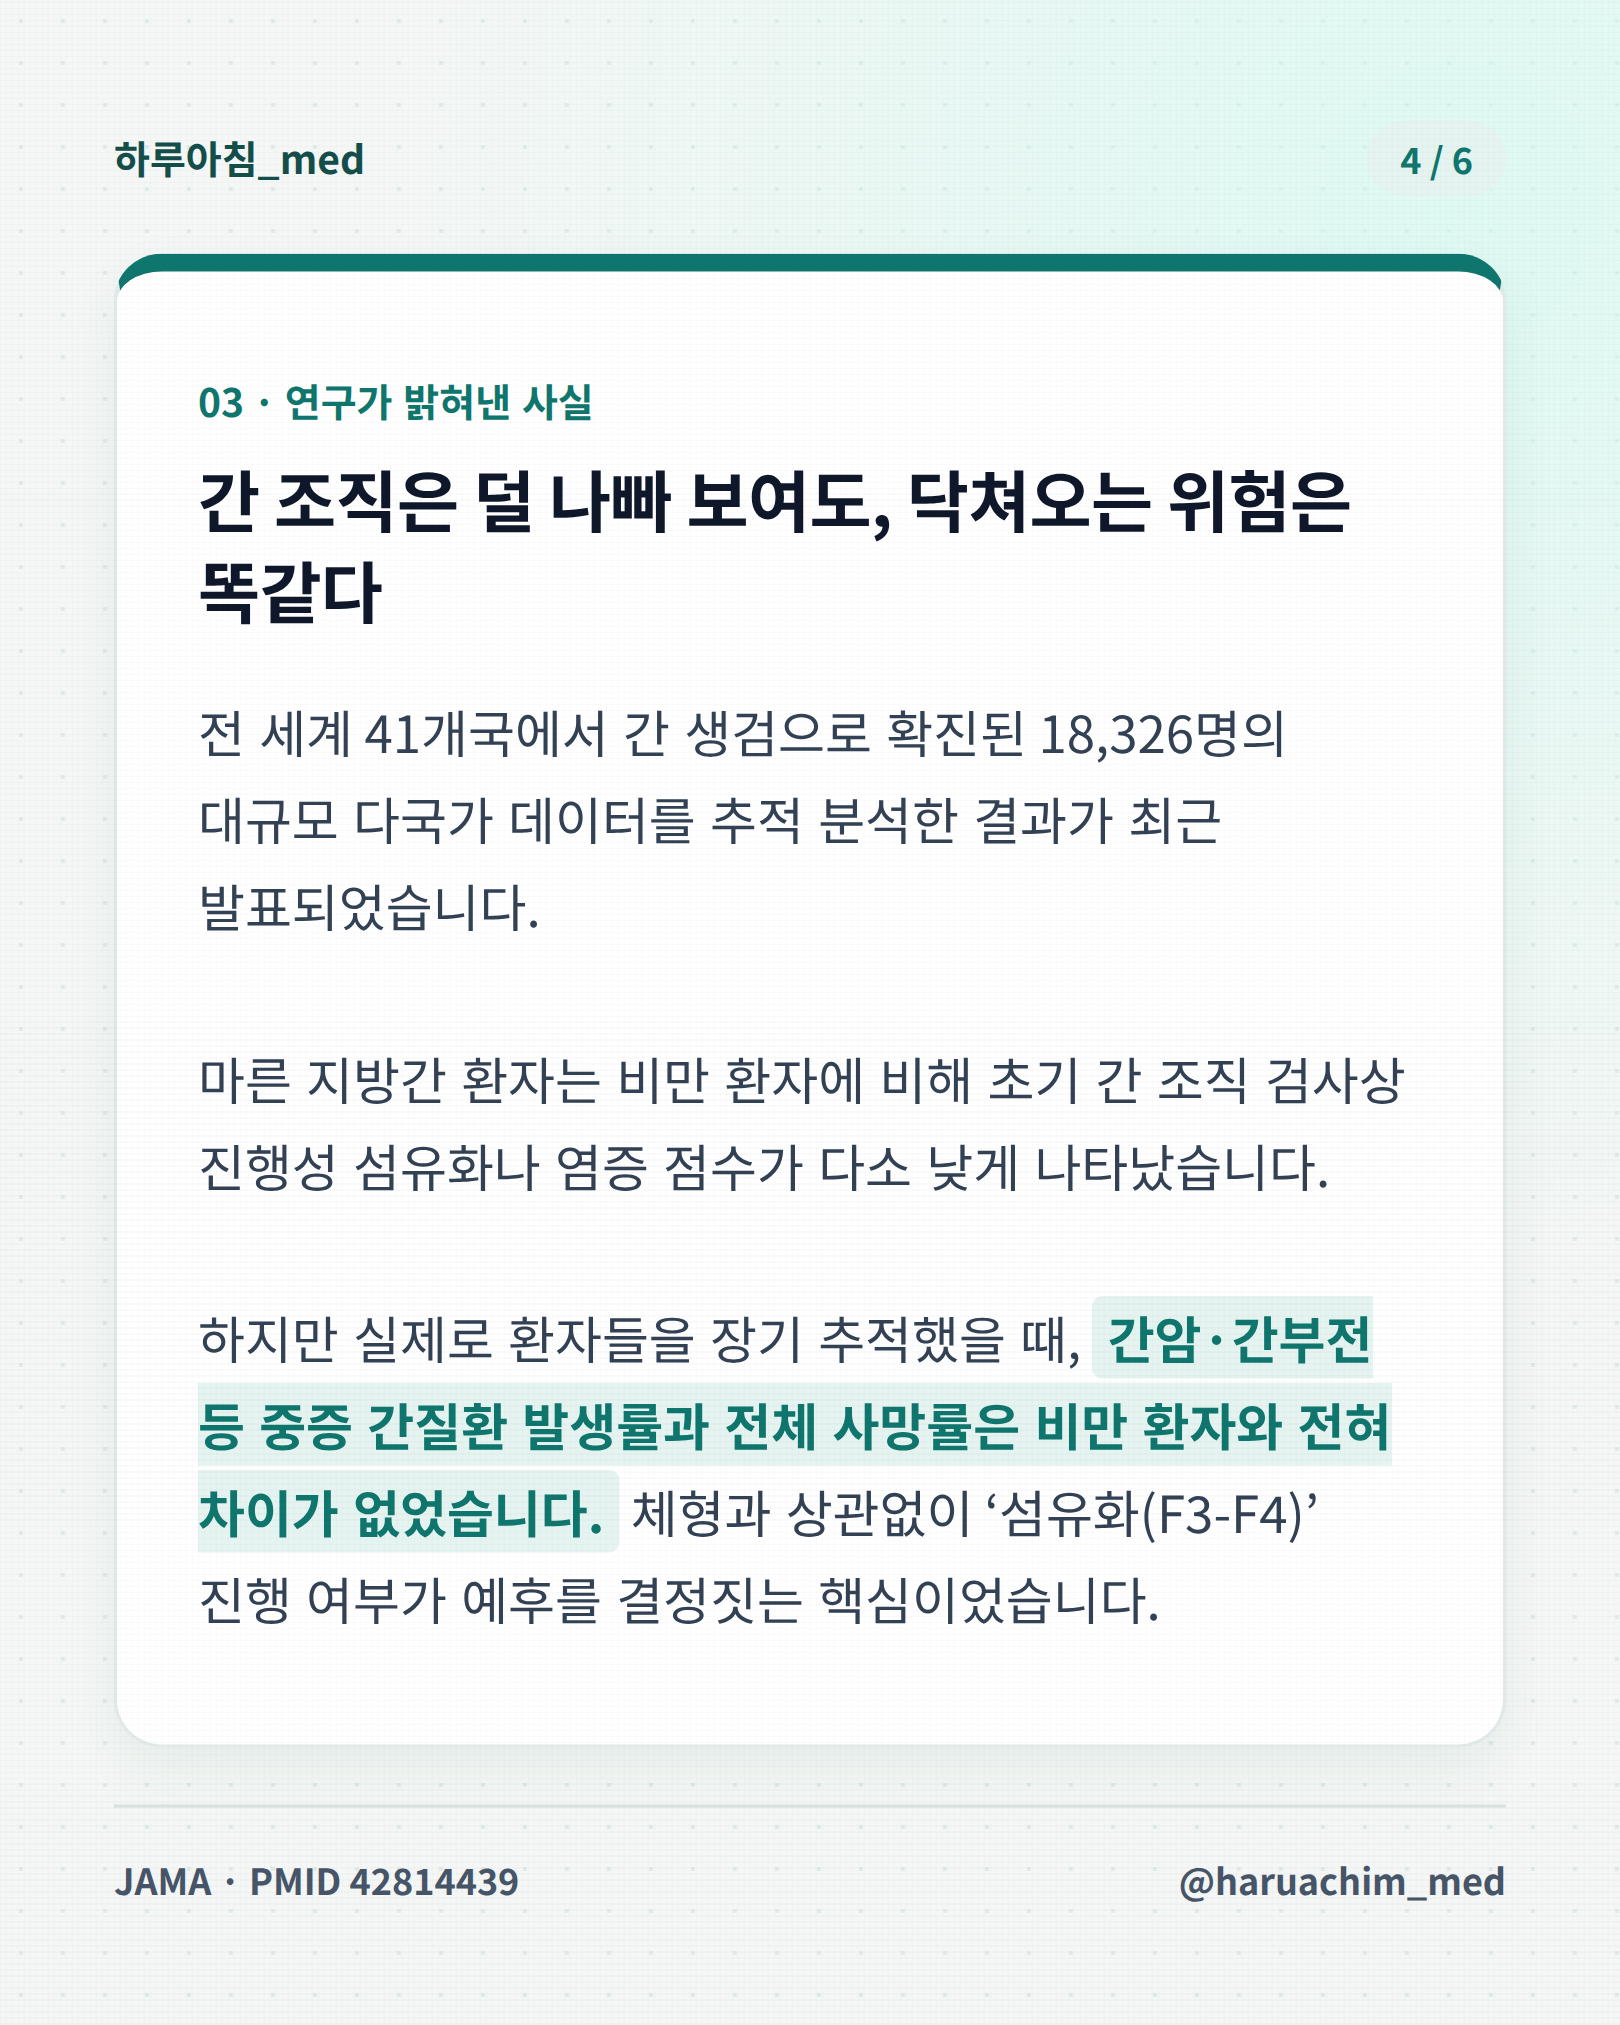 하루아침_med
4 / 6
03 · 연구가 밝혀낸 사실
간 조직은 덜 나빠 보여도, 닥쳐오는 위험은
똑같다
전 세계 41개국에서 간 생검으로 확진된 18,326명의
대규모 다국가 데이터를 추적 분석한 결과가 최근
발표되었습니다.
마른 지방간 환자는 비만 환자에 비해 초기 간 조직 검사상
진행성 섬유화나 염증 점수가 다소 낮게 나타났습니다.
하지만 실제로 환자들을 장기 추적했을 때, 간암·간부전
등 중증 간질환 발생률과 전체 사망률은 비만 환자와 전혀
차이가 없었습니다. 체형과 상관없이 ‘섬유화(F3-F4)’
진행 여부가 예후를 결정짓는 핵심이었습니다.
JAMA · PMID 42814439
@haruachim_med